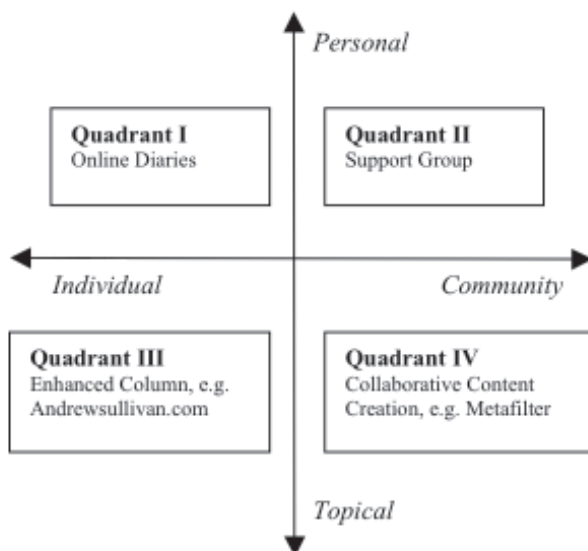 Personal
Quadrant I
Online Diaries
Quadrant II
Support Group
Individual
Community
Quadrant III
Enhanced Column, e.g.
Andrewsullivan.com
Quadrant IV
Collaborative Content
Creation, e.g. Metafilter
Topical